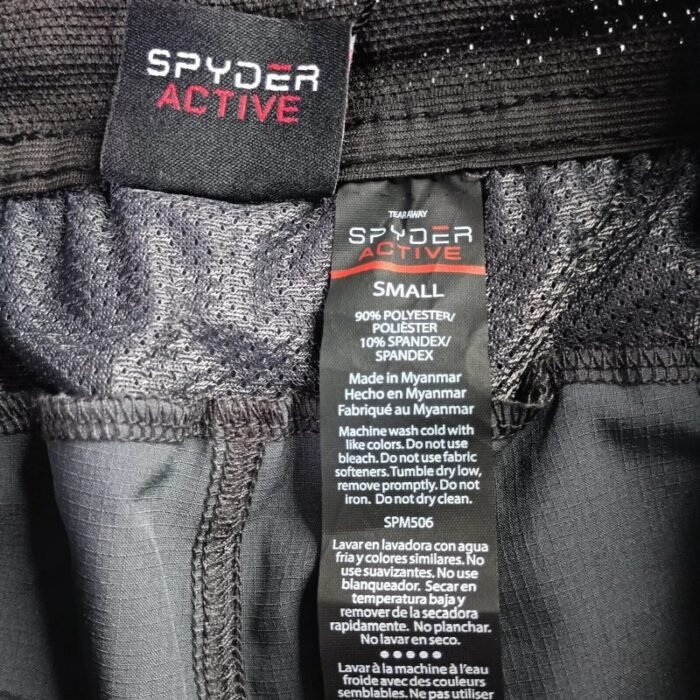 SPYDER
ACTIVE
TEAR AWAY
SPYDER
ACTIVE
SMALL
90% POLYESTER/
POLIÈSTER
10% SPANDEX/
SPANDEX
Made in Myanmar
Hecho en Myanmar
Fabriqué au Myanmar
Machine wash cold with
like colors. Do not use
bleach. Do not use fabric
softeners. Tumble dry low,
remove promptly. Do not
iron. Do not dry clean.
SPM506
Lavar en lavadora con agua
fria y colores similares. No
use suavizantes. No use
blanqueador. Secar en
temperatura baja y
remover de la secadora
rapidamente. No planchar.
No lavar en seco.
Lavar à la machine à l'eau
froide avec des couleurs
semblables. Ne pas utiliser